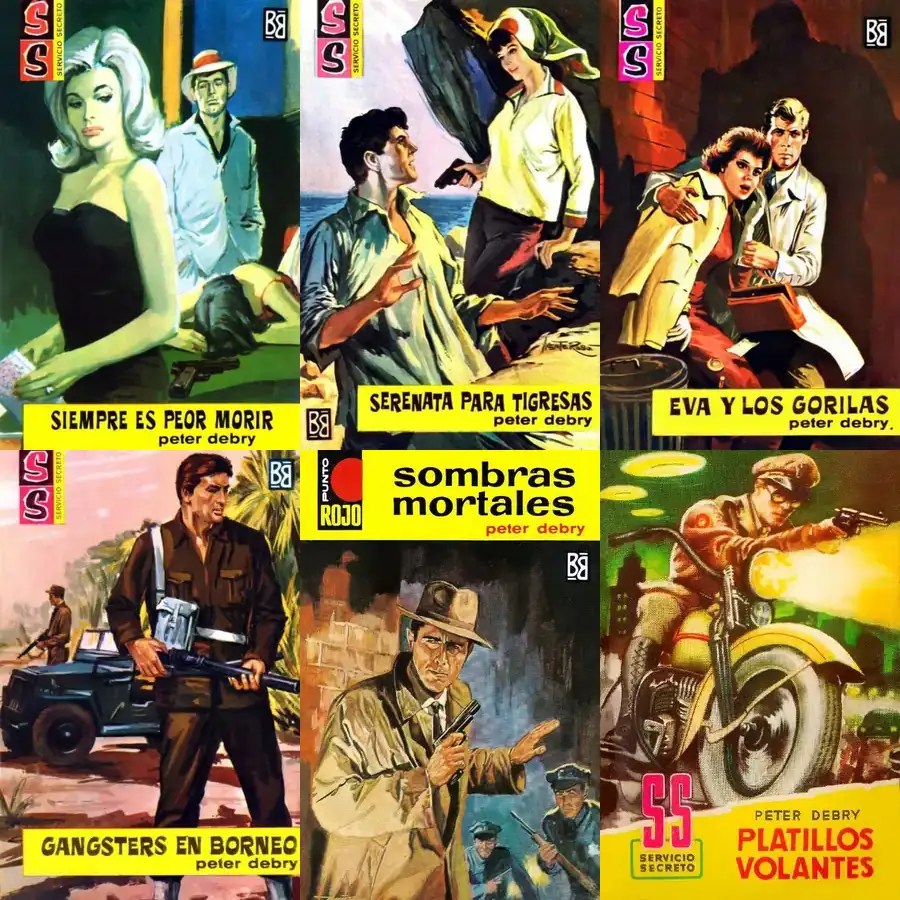 SS
SERVICIO SECRETO
BB
SIEMPRE ES PEOR MORIR
peter debry
SS
SERVICIO SECRETO
BB
SERENATA PARA TIGRESAS
peter debry
SS
SERVICIO SECRETO
BB
EVA Y LOS GORILAS
peter debry.
SS
SERVICIO SECRETO
BB
GANGSTERS EN BORNEO
peter debry
PUNTO
ROJO
sombras
mortales
peter debry
BB
SS
SERVICIO
SECRETO
PETER DEBRY
PLATILLOS
VOLANTES